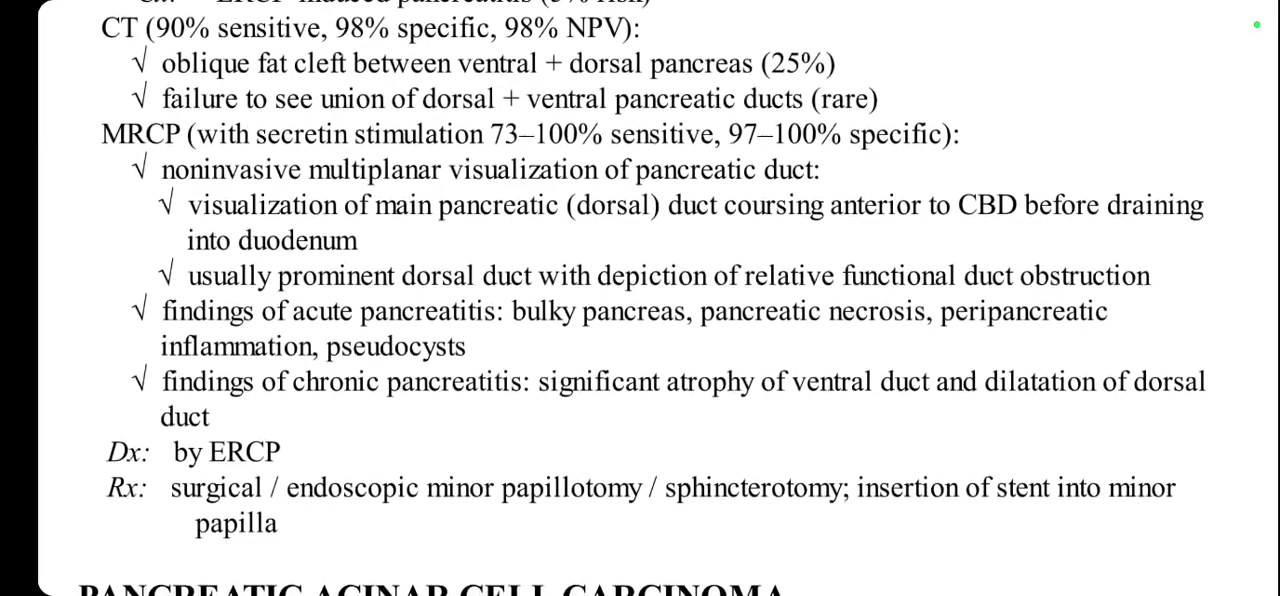 CT (90% sensitive, 98% specific, 98% NPV):
√ oblique fat cleft between ventral + dorsal pancreas (25%)
√ failure to see union of dorsal + ventral pancreatic ducts (rare)
MRCP (with secretin stimulation 73–100% sensitive, 97–100% specific):
√ noninvasive multiplanar visualization of pancreatic duct:
√ visualization of main pancreatic (dorsal) duct coursing anterior to CBD before draining
into duodenum
√ usually prominent dorsal duct with depiction of relative functional duct obstruction
√ findings of acute pancreatitis: bulky pancreas, pancreatic necrosis, peripancreatic
inflammation, pseudocysts
√ findings of chronic pancreatitis: significant atrophy of ventral duct and dilatation of dorsal
duct
Dx: by ERCP
Rx: surgical / endoscopic minor papillotomy / sphincterotomy; insertion of stent into minor
papilla
PANCREATIC ACINAR CELL CARCINOMA